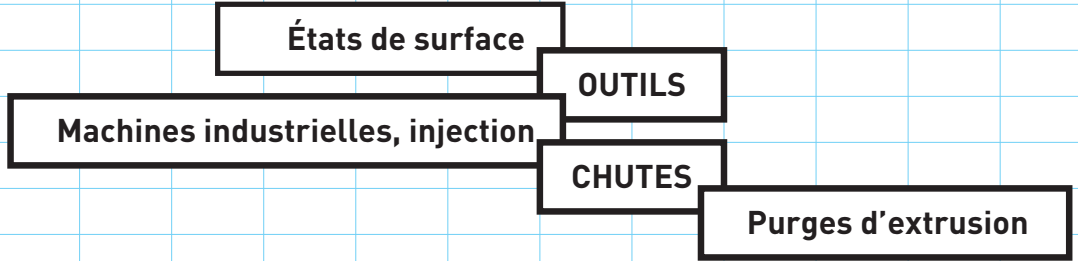 États de surface
OUTILS
Machines industrielles, injection
CHUTES
Purges d’extrusion